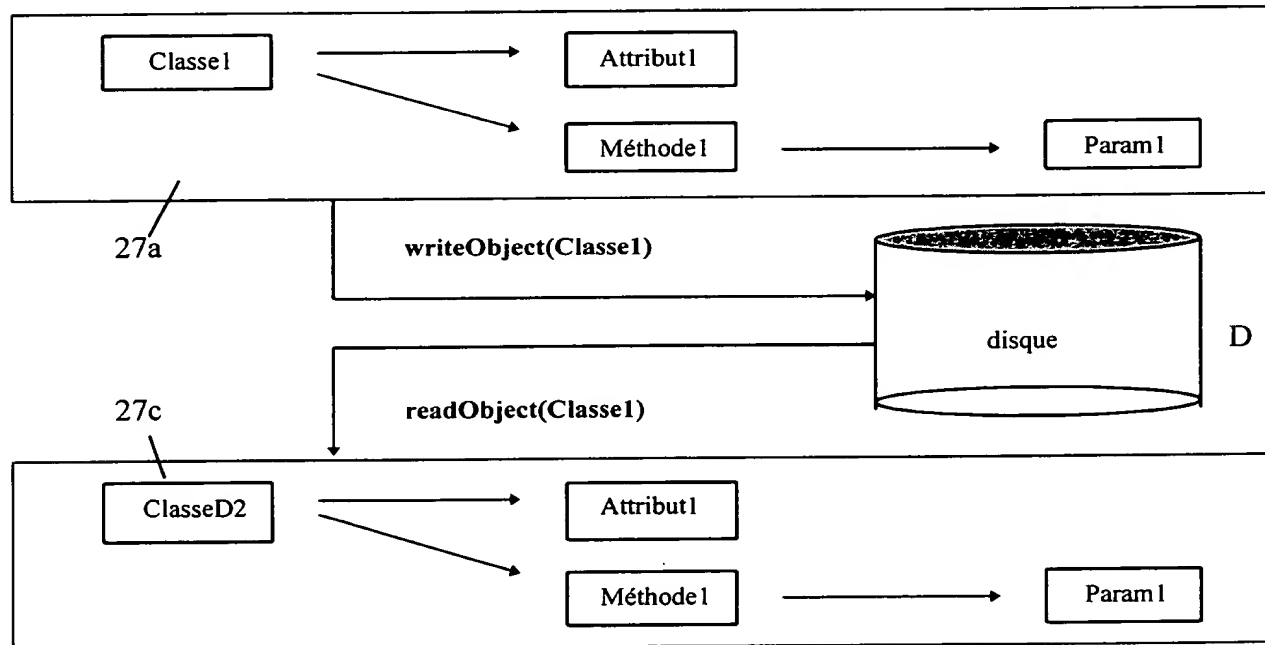 Classe1
Attribut1
Méthode1
Param1
27a
writeObject(Classe1)
disque
D
27c
readObject(Classe1)
ClasseD2
Attribut1
Méthode1
Param1